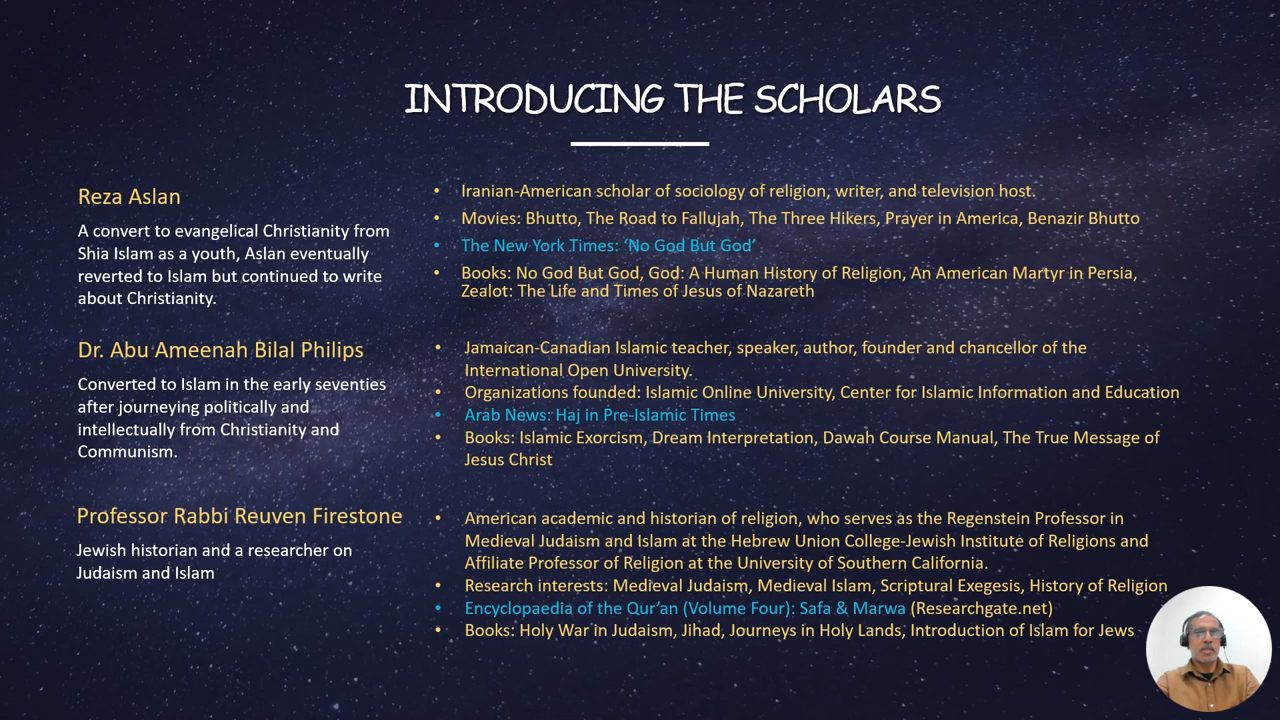 INTRODUCING THE SCHOLARS
Reza Aslan
A convert to evangelical Christianity from
Shia Islam as a youth, Aslan eventually
reverted to Islam but continued to write
about Christianity.
• Iranian-American scholar of sociology of religion, writer, and television host.
• Movies: Bhutto, The Road to Fallujah, The Three Hikers, Prayer in America, Benazir Bhutto
• The New York Times: ‘No God But God’
• Books: No God But God, God: A Human History of Religion, An American Martyr in Persia,
Zealot: The Life and Times of Jesus of Nazareth
Dr. Abu Ameenah Bilal Philips
Converted to Islam in the early seventies
after journeying politically and
intellectually from Christianity and
Communism.
• Jamaican-Canadian Islamic teacher, speaker, author, founder and chancellor of the
International Open University.
• Organizations founded: Islamic Online University, Center for Islamic Information and Education
• Arab News: Haj in Pre-Islamic Times
• Books: Islamic Exorcism, Dream Interpretation, Dawah Course Manual, The True Message of
Jesus Christ
Professor Rabbi Reuven Firestone
Jewish historian and a researcher on
Judaism and Islam
• American academic and historian of religion, who serves as the Regenstein Professor in
Medieval Judaism and Islam at the Hebrew Union College-Jewish Institute of Religions and
Affiliate Professor of Religion at the University of Southern California.
• Research interests: Medieval Judaism, Medieval Islam, Scriptural Exegesis, History of Religion
• Encyclopaedia of the Qur’an (Volume Four): Safa & Marwa (Researchgate.net)
• Books: Holy War in Judaism, Jihad, Journeys in Holy Lands, Introduction of Islam for Jews